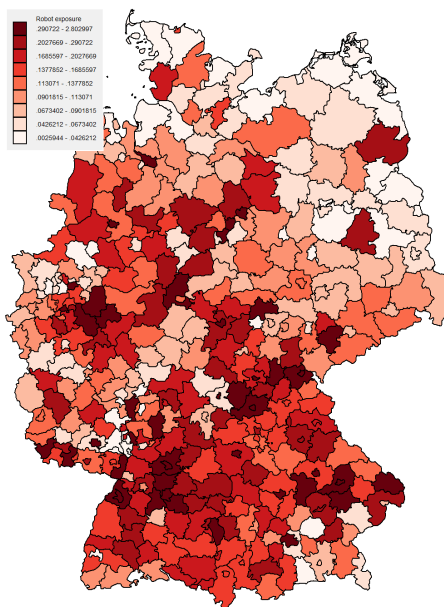 Robot exposure
.290722 - 2.802997
.2027669 - .290722
.1685597 - .2027669
.1377852 - .1685597
.113071 - .1377852
.0901815 - .113071
.0673402 - .0901815
.0426212 - .0673402
.0025944 - .0426212